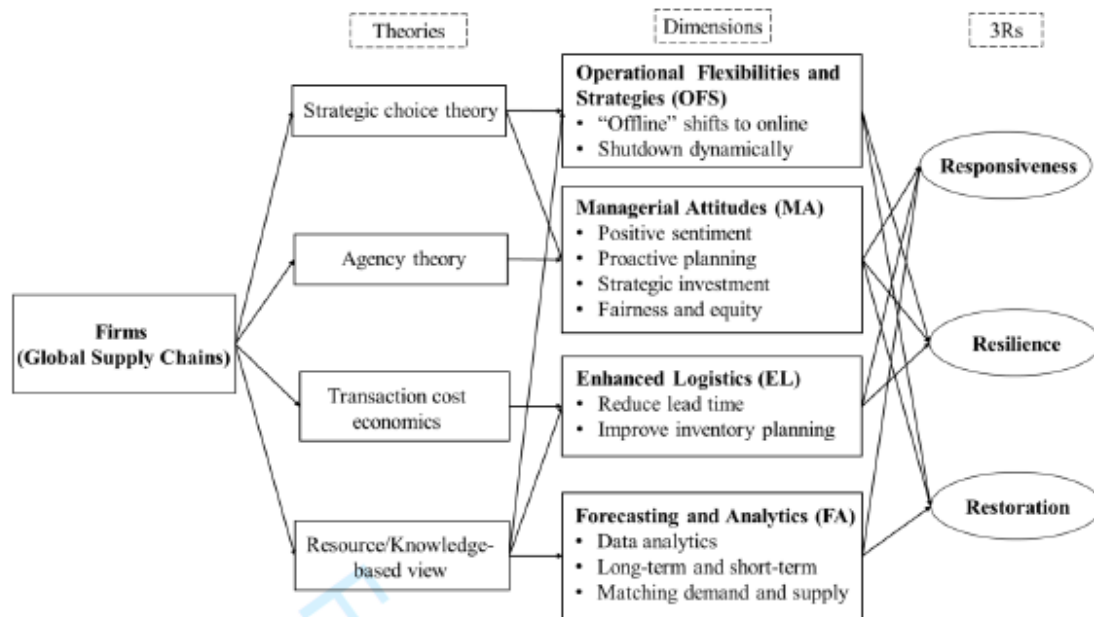 Theories
Dimensions
3Rs
Firms
(Global Supply Chains)
Strategic choice theory
Agency theory
Transaction cost
economics
Resource/Knowledge-
based view
Operational Flexibilities and
Strategies (OFS)
• “Offline” shifts to online
• Shutdown dynamically
Managerial Attitudes (MA)
• Positive sentiment
• Proactive planning
• Strategic investment
• Fairness and equity
Enhanced Logistics (EL)
• Reduce lead time
• Improve inventory planning
Forecasting and Analytics (FA)
• Data analytics
• Long-term and short-term
• Matching demand and supply
Responsiveness
Resilience
Restoration